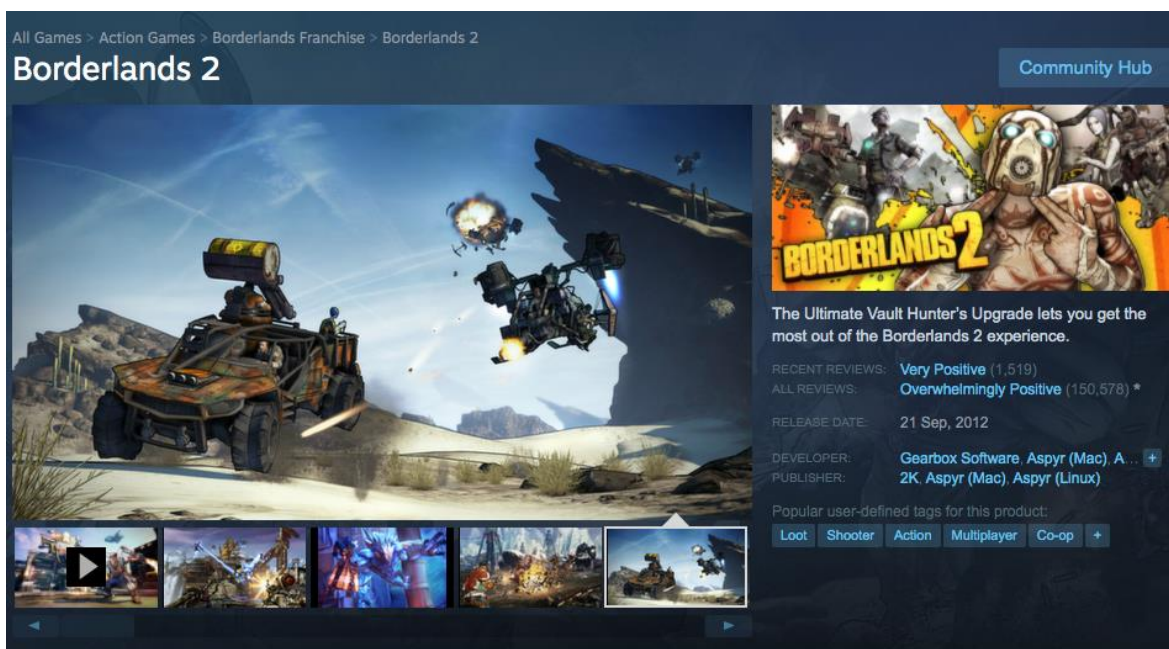 All Games > Action Games > Borderlands Franchise > Borderlands 2
Borderlands 2
Community Hub
BORDERLANDS 2
The Ultimate Vault Hunter's Upgrade lets you get the
most out of the Borderlands 2 experience.
RECENT REVIEWS: Very Positive (1,519)
ALL REVIEWS: Overwhelmingly Positive (150,578) *
RELEASE DATE: 21 Sep, 2012
DEVELOPER: Gearbox Software, Aspyr (Mac), A... +
PUBLISHER: 2K, Aspyr (Mac), Aspyr (Linux)
Popular user-defined tags for this product:
Loot Shooter Action Multiplayer Co-op +